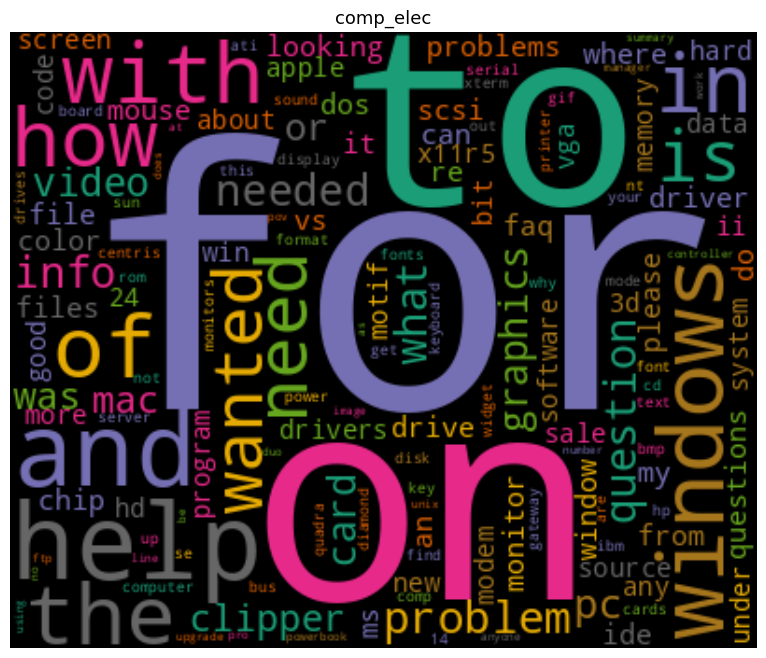 comp_elec
screen
with
ati
looking
apple
to
problems
serial
xterm
summary
manager
where
hard
in
work
code
board
mouse
at
about
sound
dos
or
it
scsi
can
out
gif
printer
vga
memory
data
how
does
display
x11r5
re
nt
is
video
drives
sun
this
needed
bit
your
driver
file
pov
vs
faq
ii
color
centris
win
format
for
fonts
why
controller
info
rom
24
files
monitors
wanted
need
motif
what
keyboard
as
get
graphics
software
mode
3d
please
do
windows
system
of
good
not
font
question
was
mac
power
image
cd
text
more
server
program
drivers
drive
widget
sale
bmp
and
duo
disk
number
window
my
questions
chip
hd
on
card
quadra
diamond
key
unix
an
find
gateway
monitor
modem
are
hp
ibm
from
help
up
be
line
se
no
ftp
source
any
under
computer
bus
new
comp
pc
cards
the
using
clipper
ms
problem
upgrade
pro
powerbook
14
anyone
ide